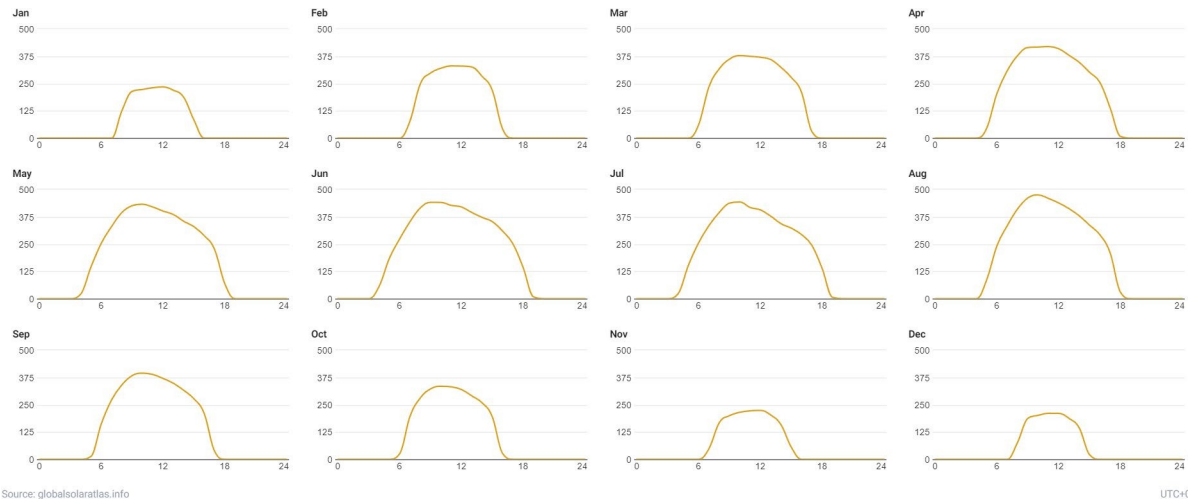 Jan Feb Mar Apr
500 500 500 500
375 375 375 375
250 250 250 250
125 125 125 125
0 0 0 0
0 6 12 18 24 0 6 12 18 24 0 6 12 18 24 0 6 12 18 24
May Jun Jul Aug
500 500 500 500
375 375 375 375
250 250 250 250
125 125 125 125
0 0 0 0
0 6 12 18 24 0 6 12 18 24 0 6 12 18 24 0 6 12 18 24
Sep Oct Nov Dec
500 500 500 500
375 375 375 375
250 250 250 250
125 125 125 125
0 0 0 0
0 6 12 18 24 0 6 12 18 24 0 6 12 18 24 0 6 12 18 24
Source: globalsolaratlas.info